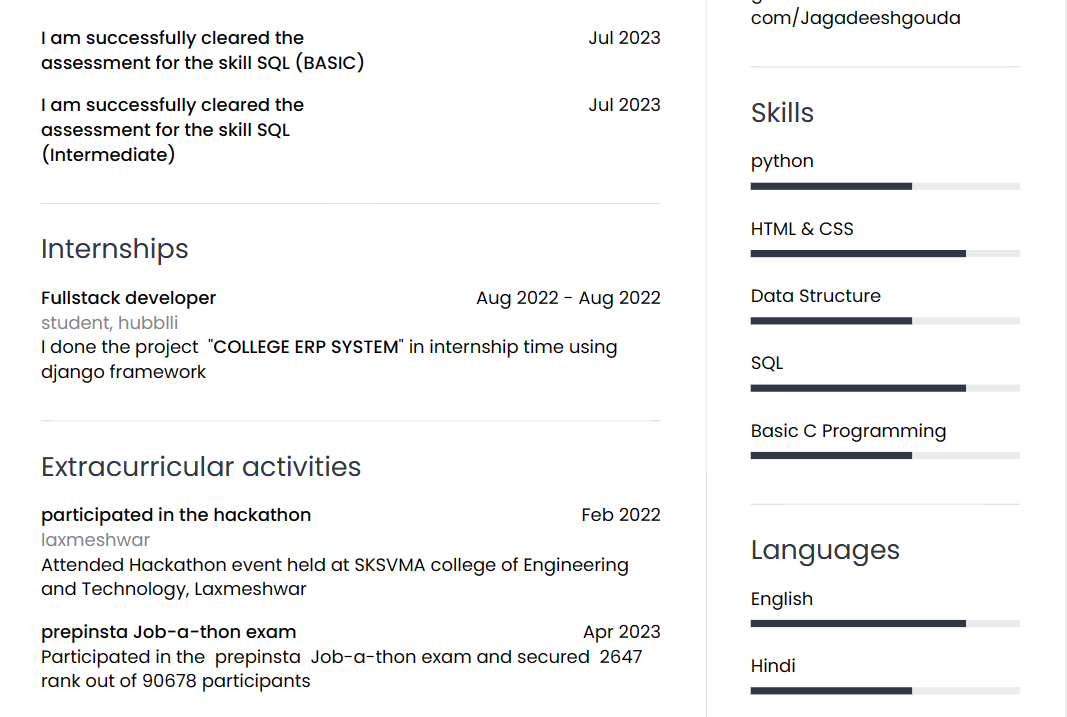 I am successfully cleared the
assessment for the skill SQL (BASIC)
Jul 2023
I am successfully cleared the
assessment for the skill SQL
(Intermediate)
Jul 2023
Internships
Fullstack developer
Aug 2022 - Aug 2022
student, hubblli
I done the project "COLLEGE ERP SYSTEM" in internship time using
django framework
Extracurricular activities
participated in the hackathon
Feb 2022
laxmeshwar
Attended Hackathon event held at SKSVMA college of Engineering
and Technology, Laxmeshwar
prepinsta Job-a-thon exam
Apr 2023
Participated in the prepinsta Job-a-thon exam and secured 2647
rank out of 90678 participants
com/Jagadeeshgouda
Skills
python
HTML & CSS
Data Structure
SQL
Basic C Programming
Languages
English
Hindi